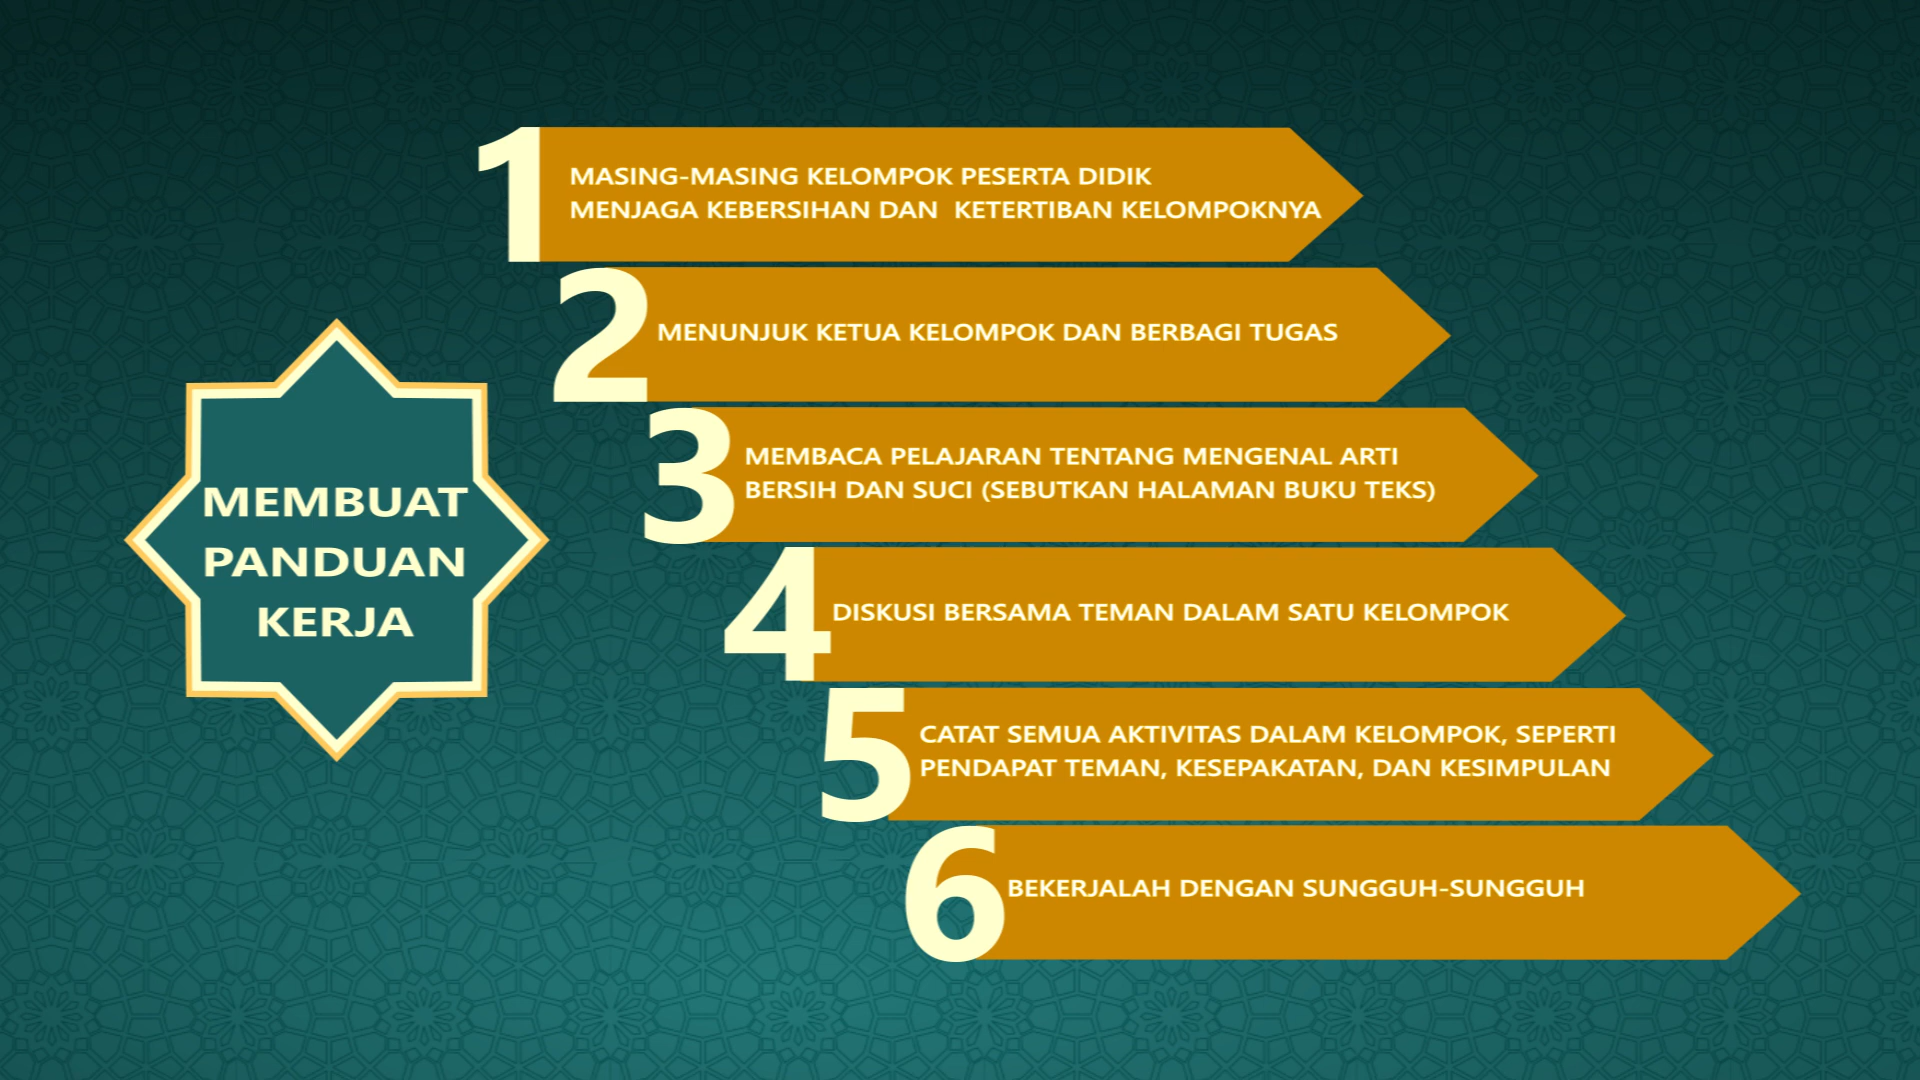 MEMBUAT
PANDUAN
KERJA
1
MASING-MASING KELOMPOK PESERTA DIDIK
MENJAGA KEBERSIHAN DAN  KETERTIBAN KELOMPOKNYA
2
MENUNJUK KETUA KELOMPOK DAN BERBAGI TUGAS
3
MEMBACA PELAJARAN TENTANG MENGENAL ARTI
BERSIH DAN SUCI (SEBUTKAN HALAMAN BUKU TEKS)
4
DISKUSI BERSAMA TEMAN DALAM SATU KELOMPOK
5
CATAT SEMUA AKTIVITAS DALAM KELOMPOK, SEPERTI
PENDAPAT TEMAN, KESEPAKATAN, DAN KESIMPULAN
6
BEKERJALAH DENGAN SUNGGUH-SUNGGUH